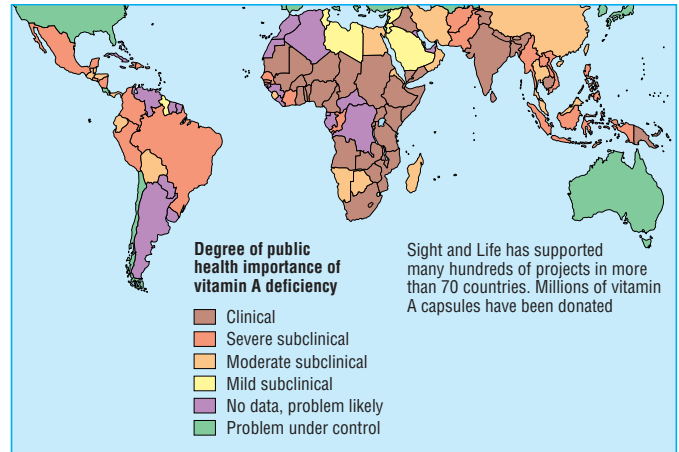 Degree of public
health importance of
vitamin A deficiency
Clinical
Severe subclinical
Moderate subclinical
Mild subclinical
No data, problem likely
Problem under control
Sight and Life has supported
many hundreds of projects in more
than 70 countries. Millions of vitamin
A capsules have been donated